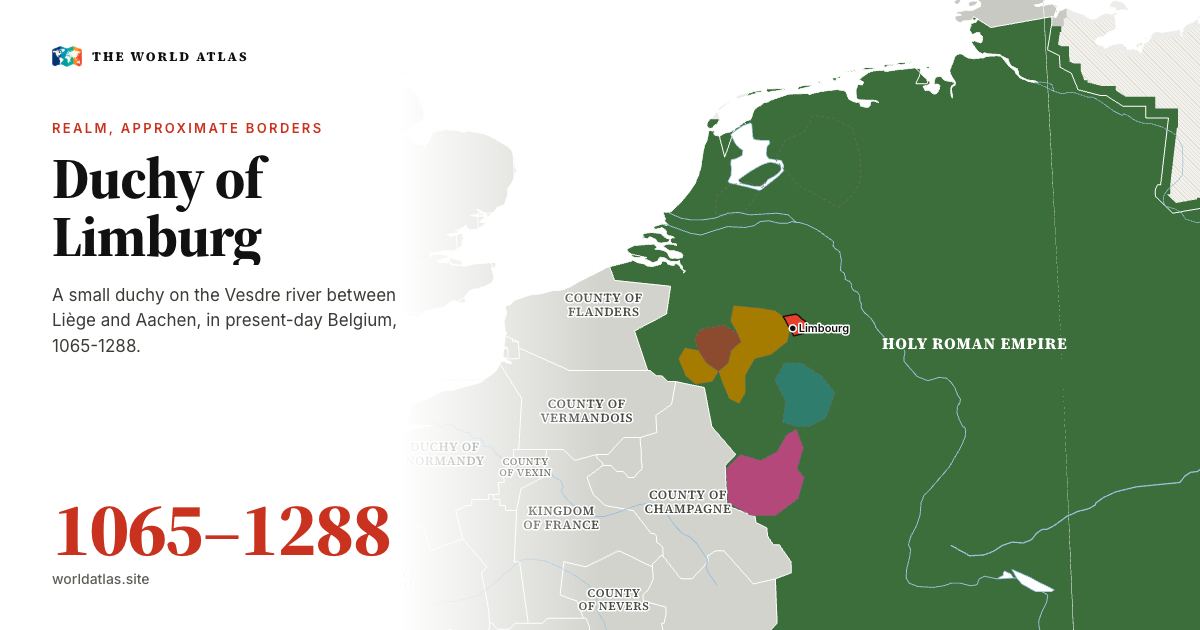 THE WORLD ATLAS
REALM, APPROXIMATE BORDERS
Duchy of
Limburg
A small duchy on the Vesdre river between
Liège and Aachen, in present-day Belgium,
1065-1288.
1065–1288
worldatlas.site
COUNTY OF
FLANDERS
Limbourg
HOLY ROMAN EMPIRE
COUNTY OF
VERMANDOIS
DUCHY OF
NORMANDY
COUNTY
OF VEXIN
COUNTY OF
CHAMPAGNE
KINGDOM
OF FRANCE
COUNTY
OF NEVERS